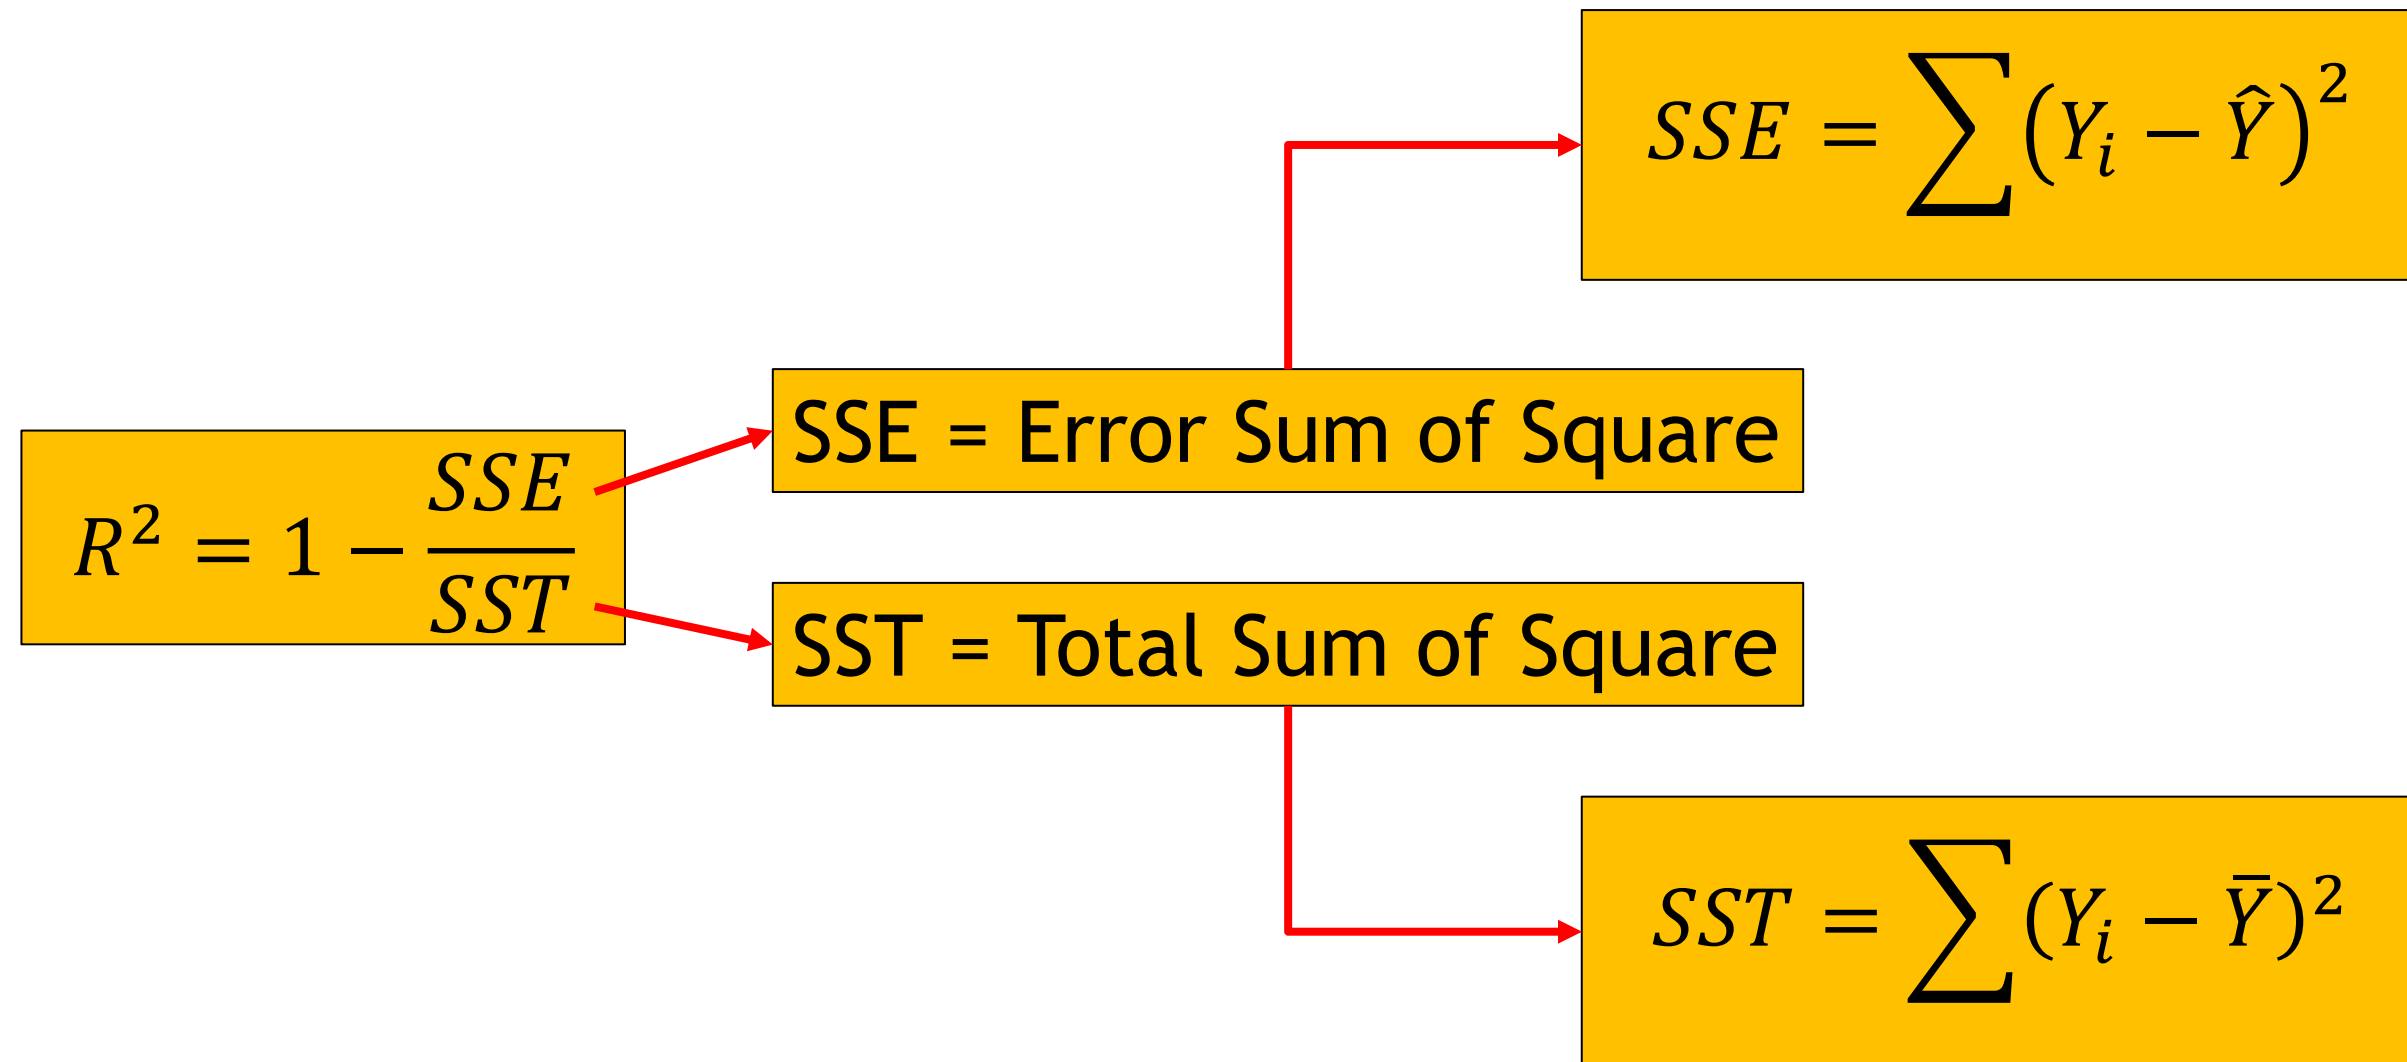 SSE = ∑(Yᵢ − Ŷ)²
SSE = Error Sum of Square
R² = 1 − SSE/SST
SST = Total Sum of Square
SST = ∑(Yᵢ − Ȳ)²